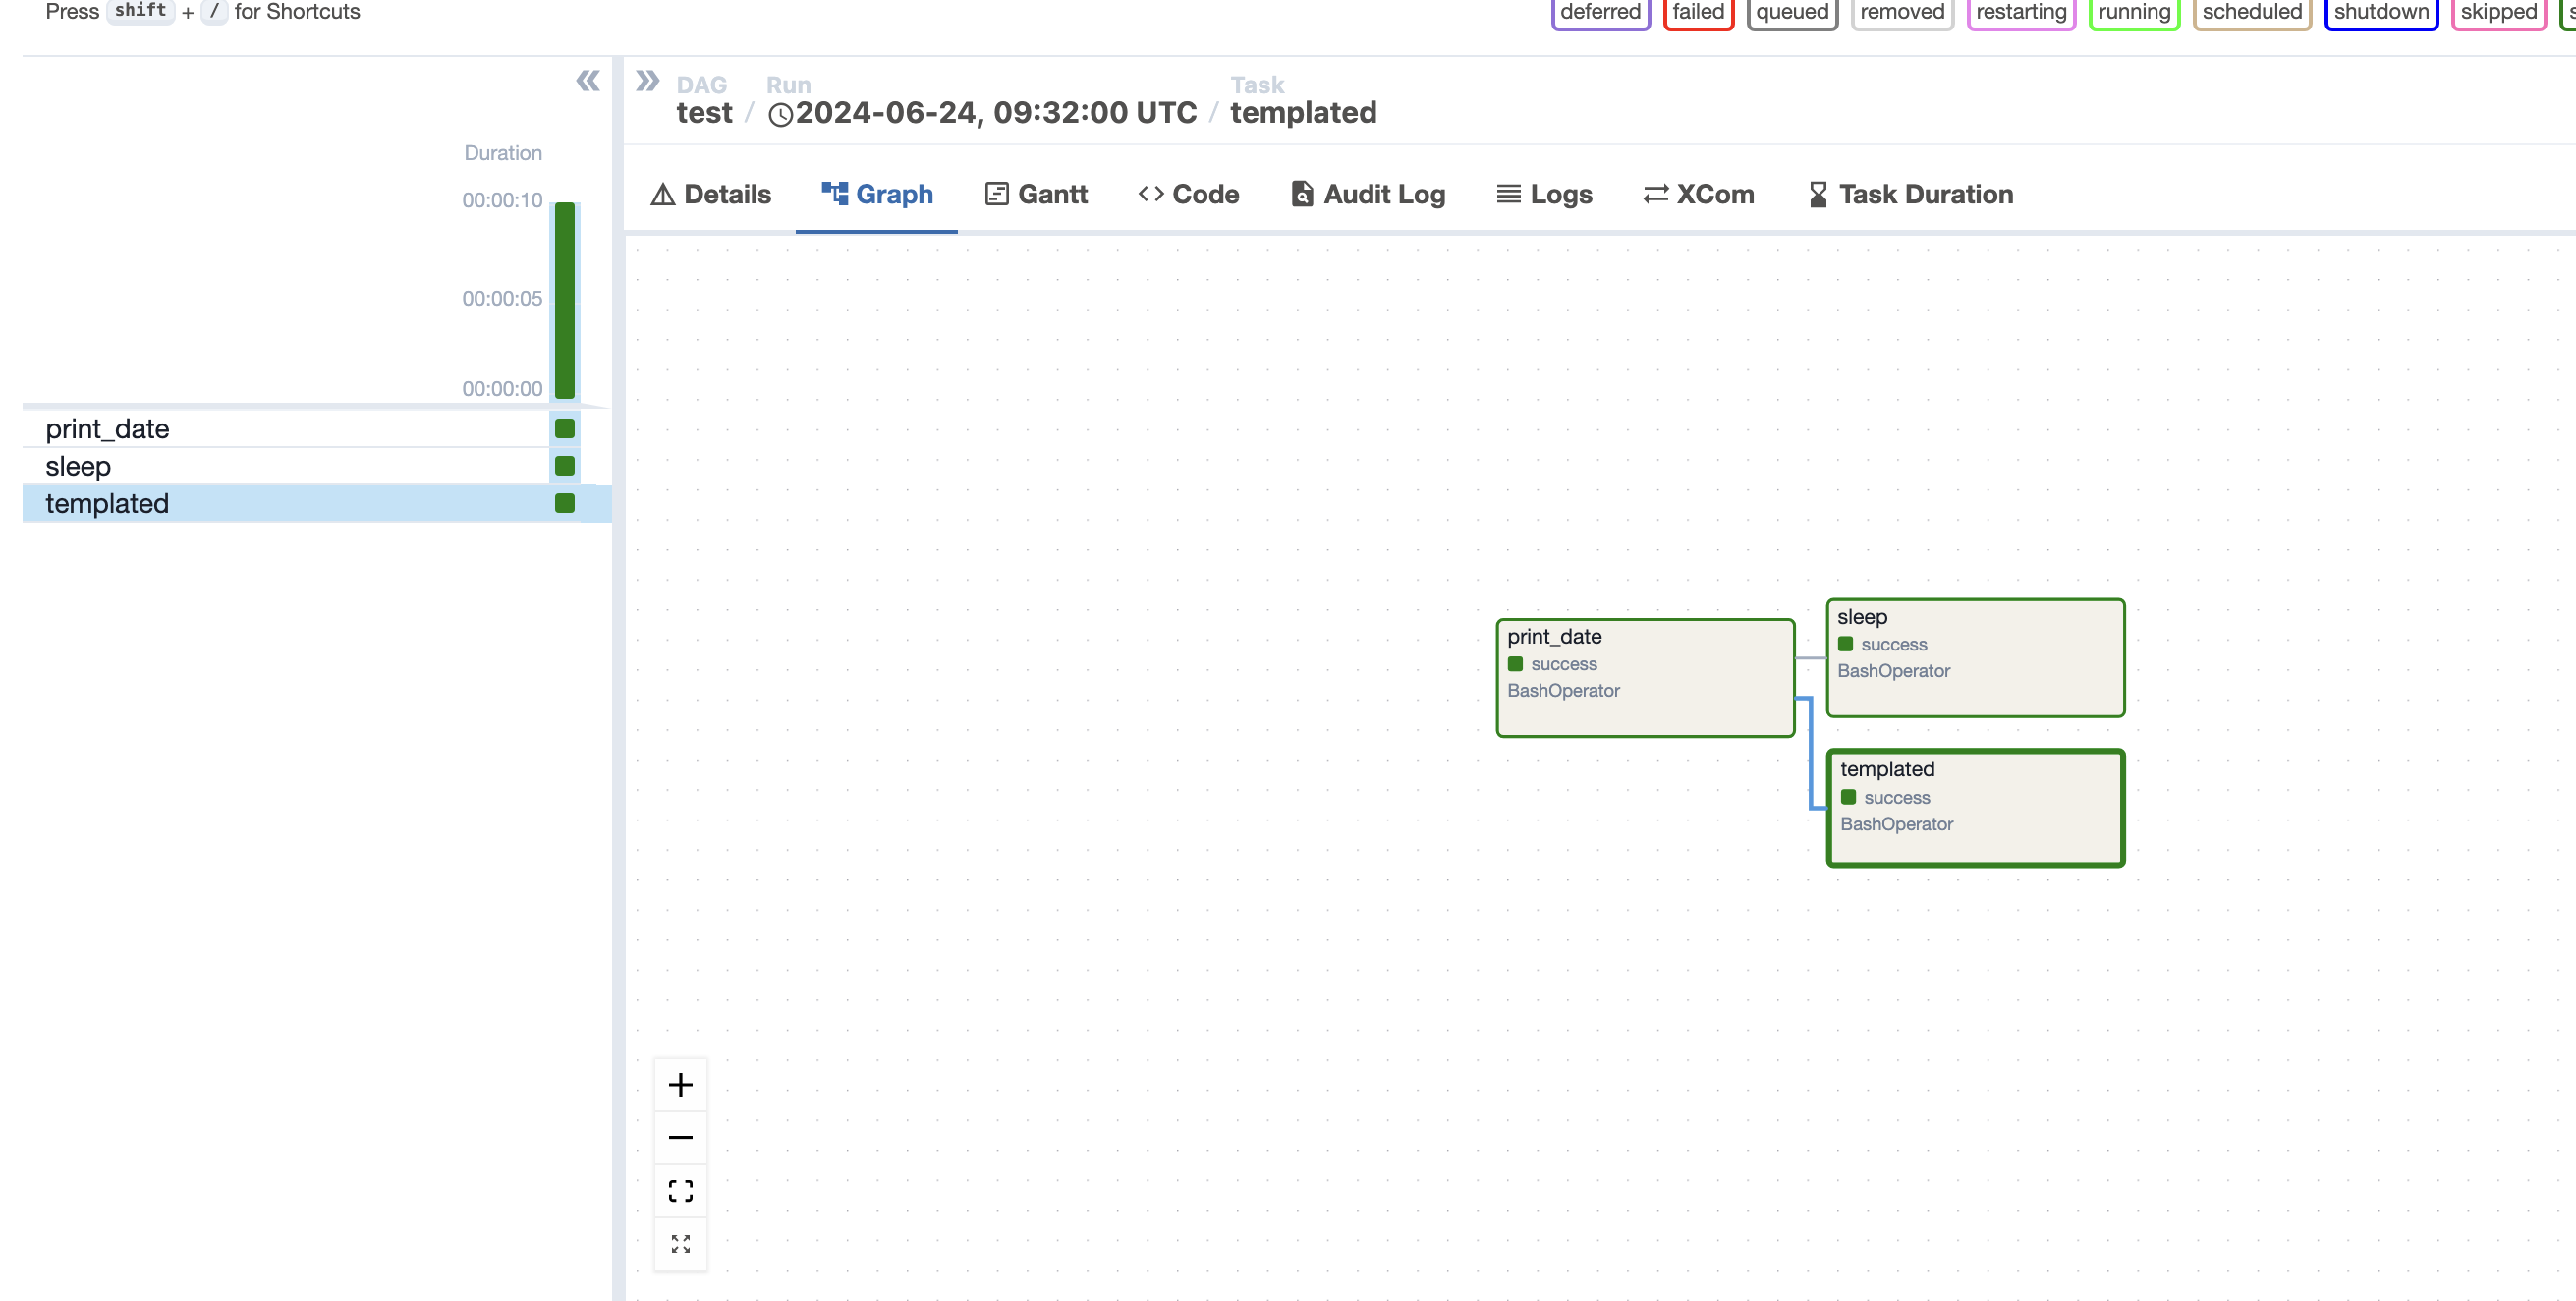 Press shift + / for Shortcuts
deferred failed queued removed restarting running scheduled shutdown skipped
DAG Run Task
test / 2024-06-24, 09:32:00 UTC / templated
Duration
00:00:10
00:00:05
00:00:00
print_date
sleep
templated
Details Graph Gantt Code Audit Log Logs XCom Task Duration
print_date
success
BashOperator
sleep
success
BashOperator
templated
success
BashOperator